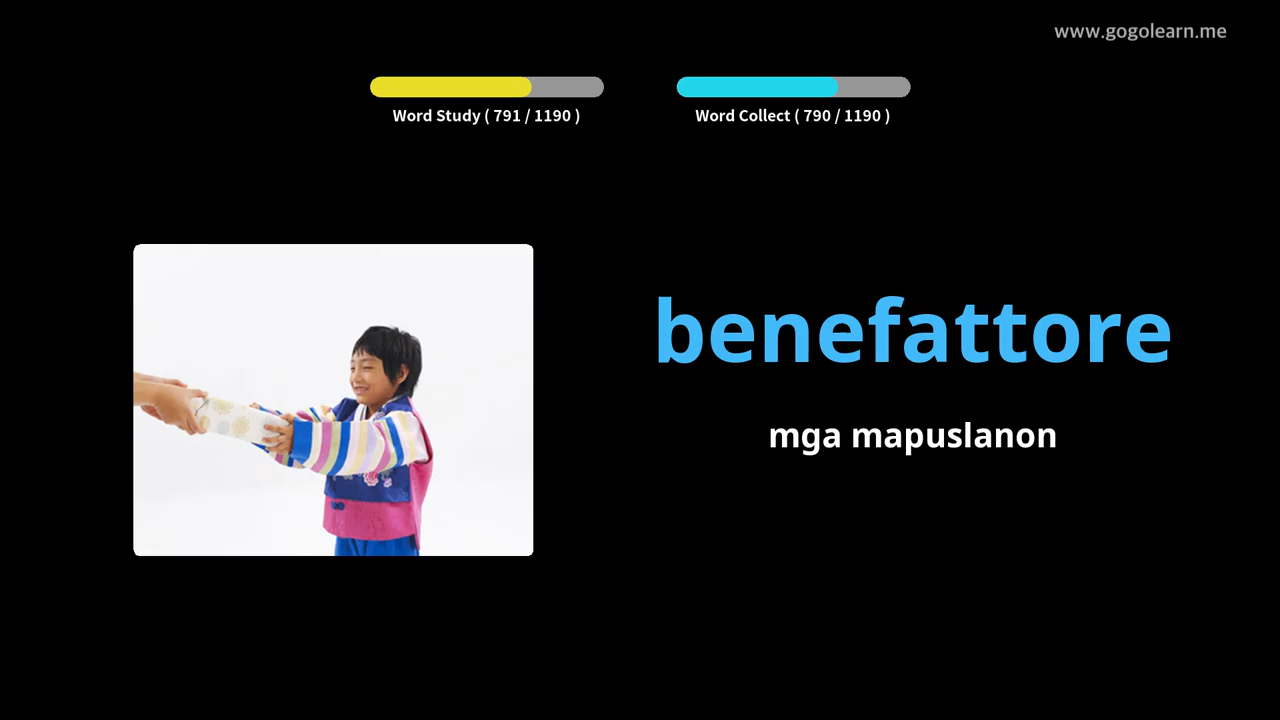 www.gogolearn.me
Word Study ( 791 / 1190 )
Word Collect ( 790 / 1190 )
benefattore
mga mapuslanon